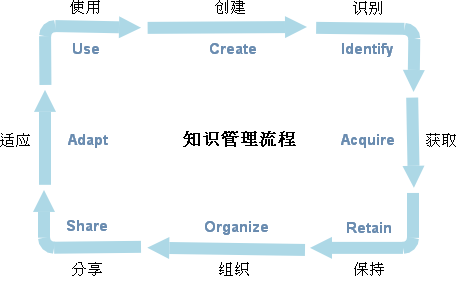 使用
创建
识别
Use
Create
Identify
适应
Adapt
知识管理流程
Acquire
获取
Share
Organize
Retain
分享
组织
保持